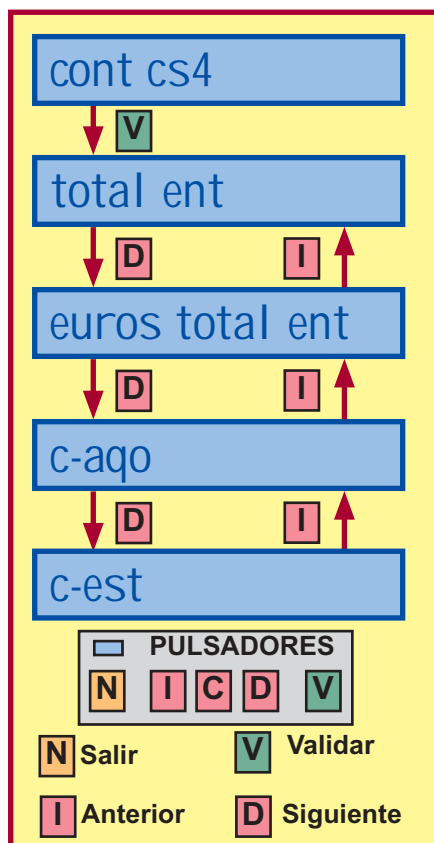 cont cs4
V
total ent
D I
euros total ent
D I
c-aqo
D I
c-est
PULSADORES
N I C D V
N Salir V Validar
I Anterior D Siguiente